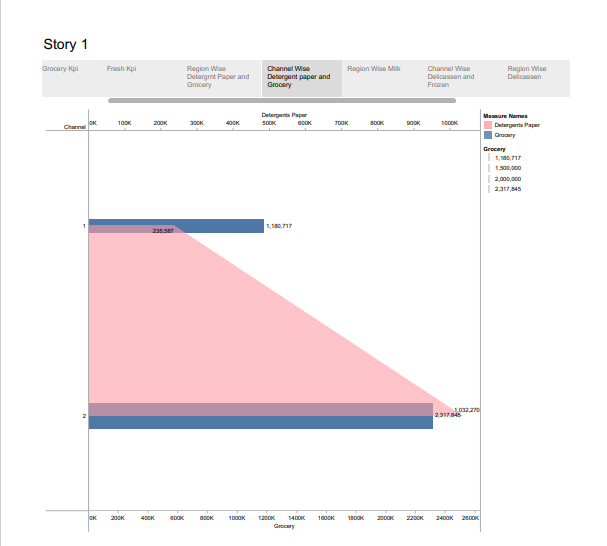 Story 1
Grocery Kpi
Fresh Kpi
Region Wise
Detergrnt Paper and
Grocery
Channel Wise
Detergent paper and
Grocery
Region Wise Milk
Channel Wise
Delicassen and
Frozen
Region Wise
Delicassen
Detergents Paper
Channel
0K 100K 200K 300K 400K 500K 600K 700K 800K 900K 1000K
1
235,587
1,180,717
2
1,032,270
2,317,845
0K 200K 400K 600K 800K 1000K 1200K 1400K 1600K 1800K 2000K 2200K 2400K 2600K
Grocery
Measure Names
Detergents Paper
Grocery
Grocery
1,180,717
1,500,000
2,000,000
2,317,845